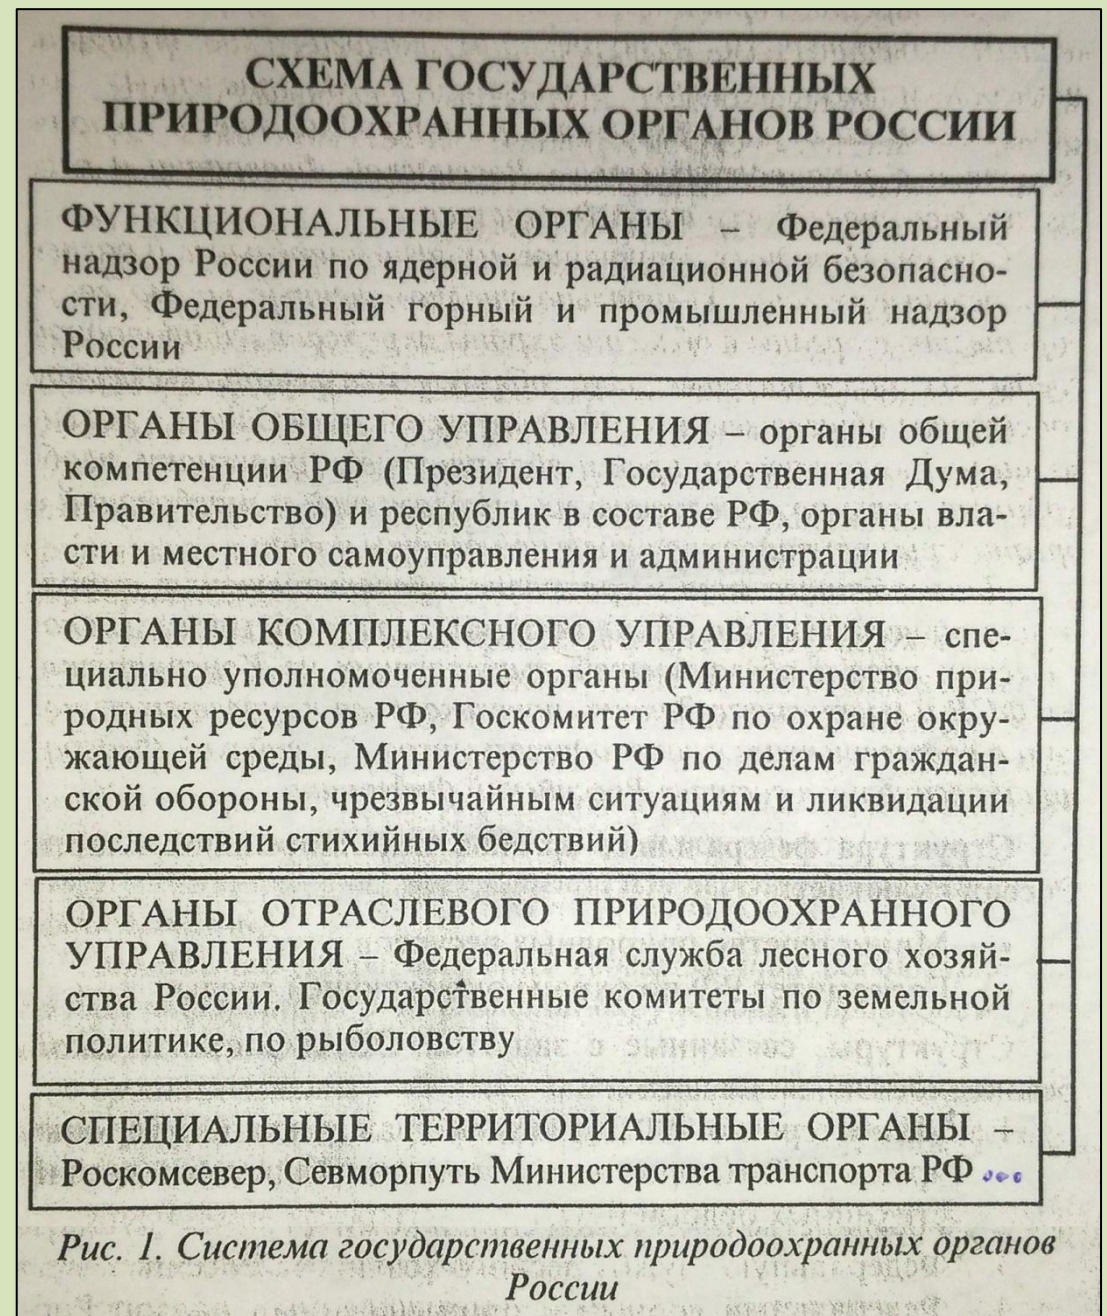 СХЕМА ГОСУДАРСТВЕННЫХ
ПРИРОДООХРАННЫХ ОРГАНОВ РОССИИ
ФУНКЦИОНАЛЬНЫЕ ОРГАНЫ – Федеральный
надзор России по ядерной и радиационной безопасно-
сти, Федеральный горный и промышленный надзор
России
ОРГАНЫ ОБЩЕГО УПРАВЛЕНИЯ – органы общей
компетенции РФ (Президент, Государственная Дума,
Правительство) и республик в составе РФ, органы вла-
сти и местного самоуправления и администрации
ОРГАНЫ КОМПЛЕКСНОГО УПРАВЛЕНИЯ – спе-
циально уполномоченные органы (Министерство при-
родных ресурсов РФ, Госкомитет РФ по охране окру-
жающей среды, Министерство РФ по делам граждан-
ской обороны, чрезвычайным ситуациям и ликвидации
последствий стихийных бедствий)
ОРГАНЫ ОТРАСЛЕВОГО ПРИРОДООХРАННОГО
УПРАВЛЕНИЯ – Федеральная служба лесного хозяй-
ства России. Государственные комитеты по земельной
политике, по рыболовству
СПЕЦИАЛЬНЫЕ ТЕРРИТОРИАЛЬНЫЕ ОРГАНЫ –
Роскомсевер, Севморпуть Министерства транспорта РФ ...
Рис. 1. Система государственных природоохранных органов
России